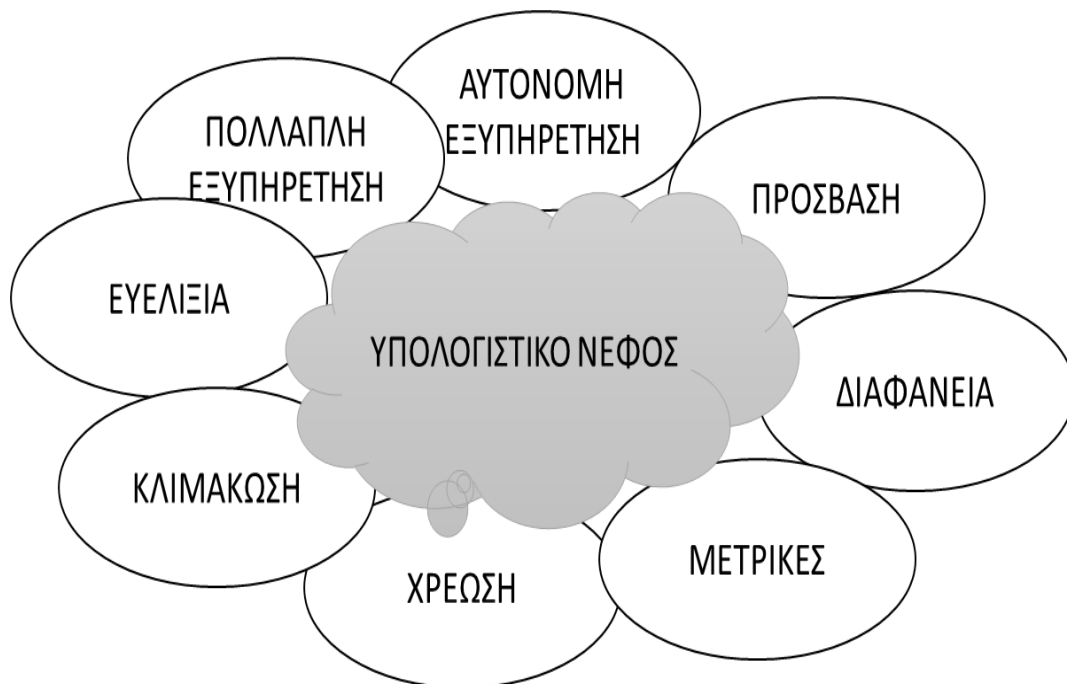 ΑΥΤΟΝΟΜΗ
ΕΞΥΠΗΡΕΤΗΣΗ
ΠΟΛΛΑΠΛΗ
ΕΞΥΠΗΡΕΤΗΣΗ
ΠΡΟΣΒΑΣΗ
ΕΥΕΛΙΞΙΑ
ΥΠΟΛΟΓΙΣΤΙΚΟ ΝΕΦΟΣ
ΔΙΑΦΑΝΕΙΑ
ΚΛΙΜΑΚΩΣΗ
ΜΕΤΡΙΚΕΣ
ΧΡΕΩΣΗ